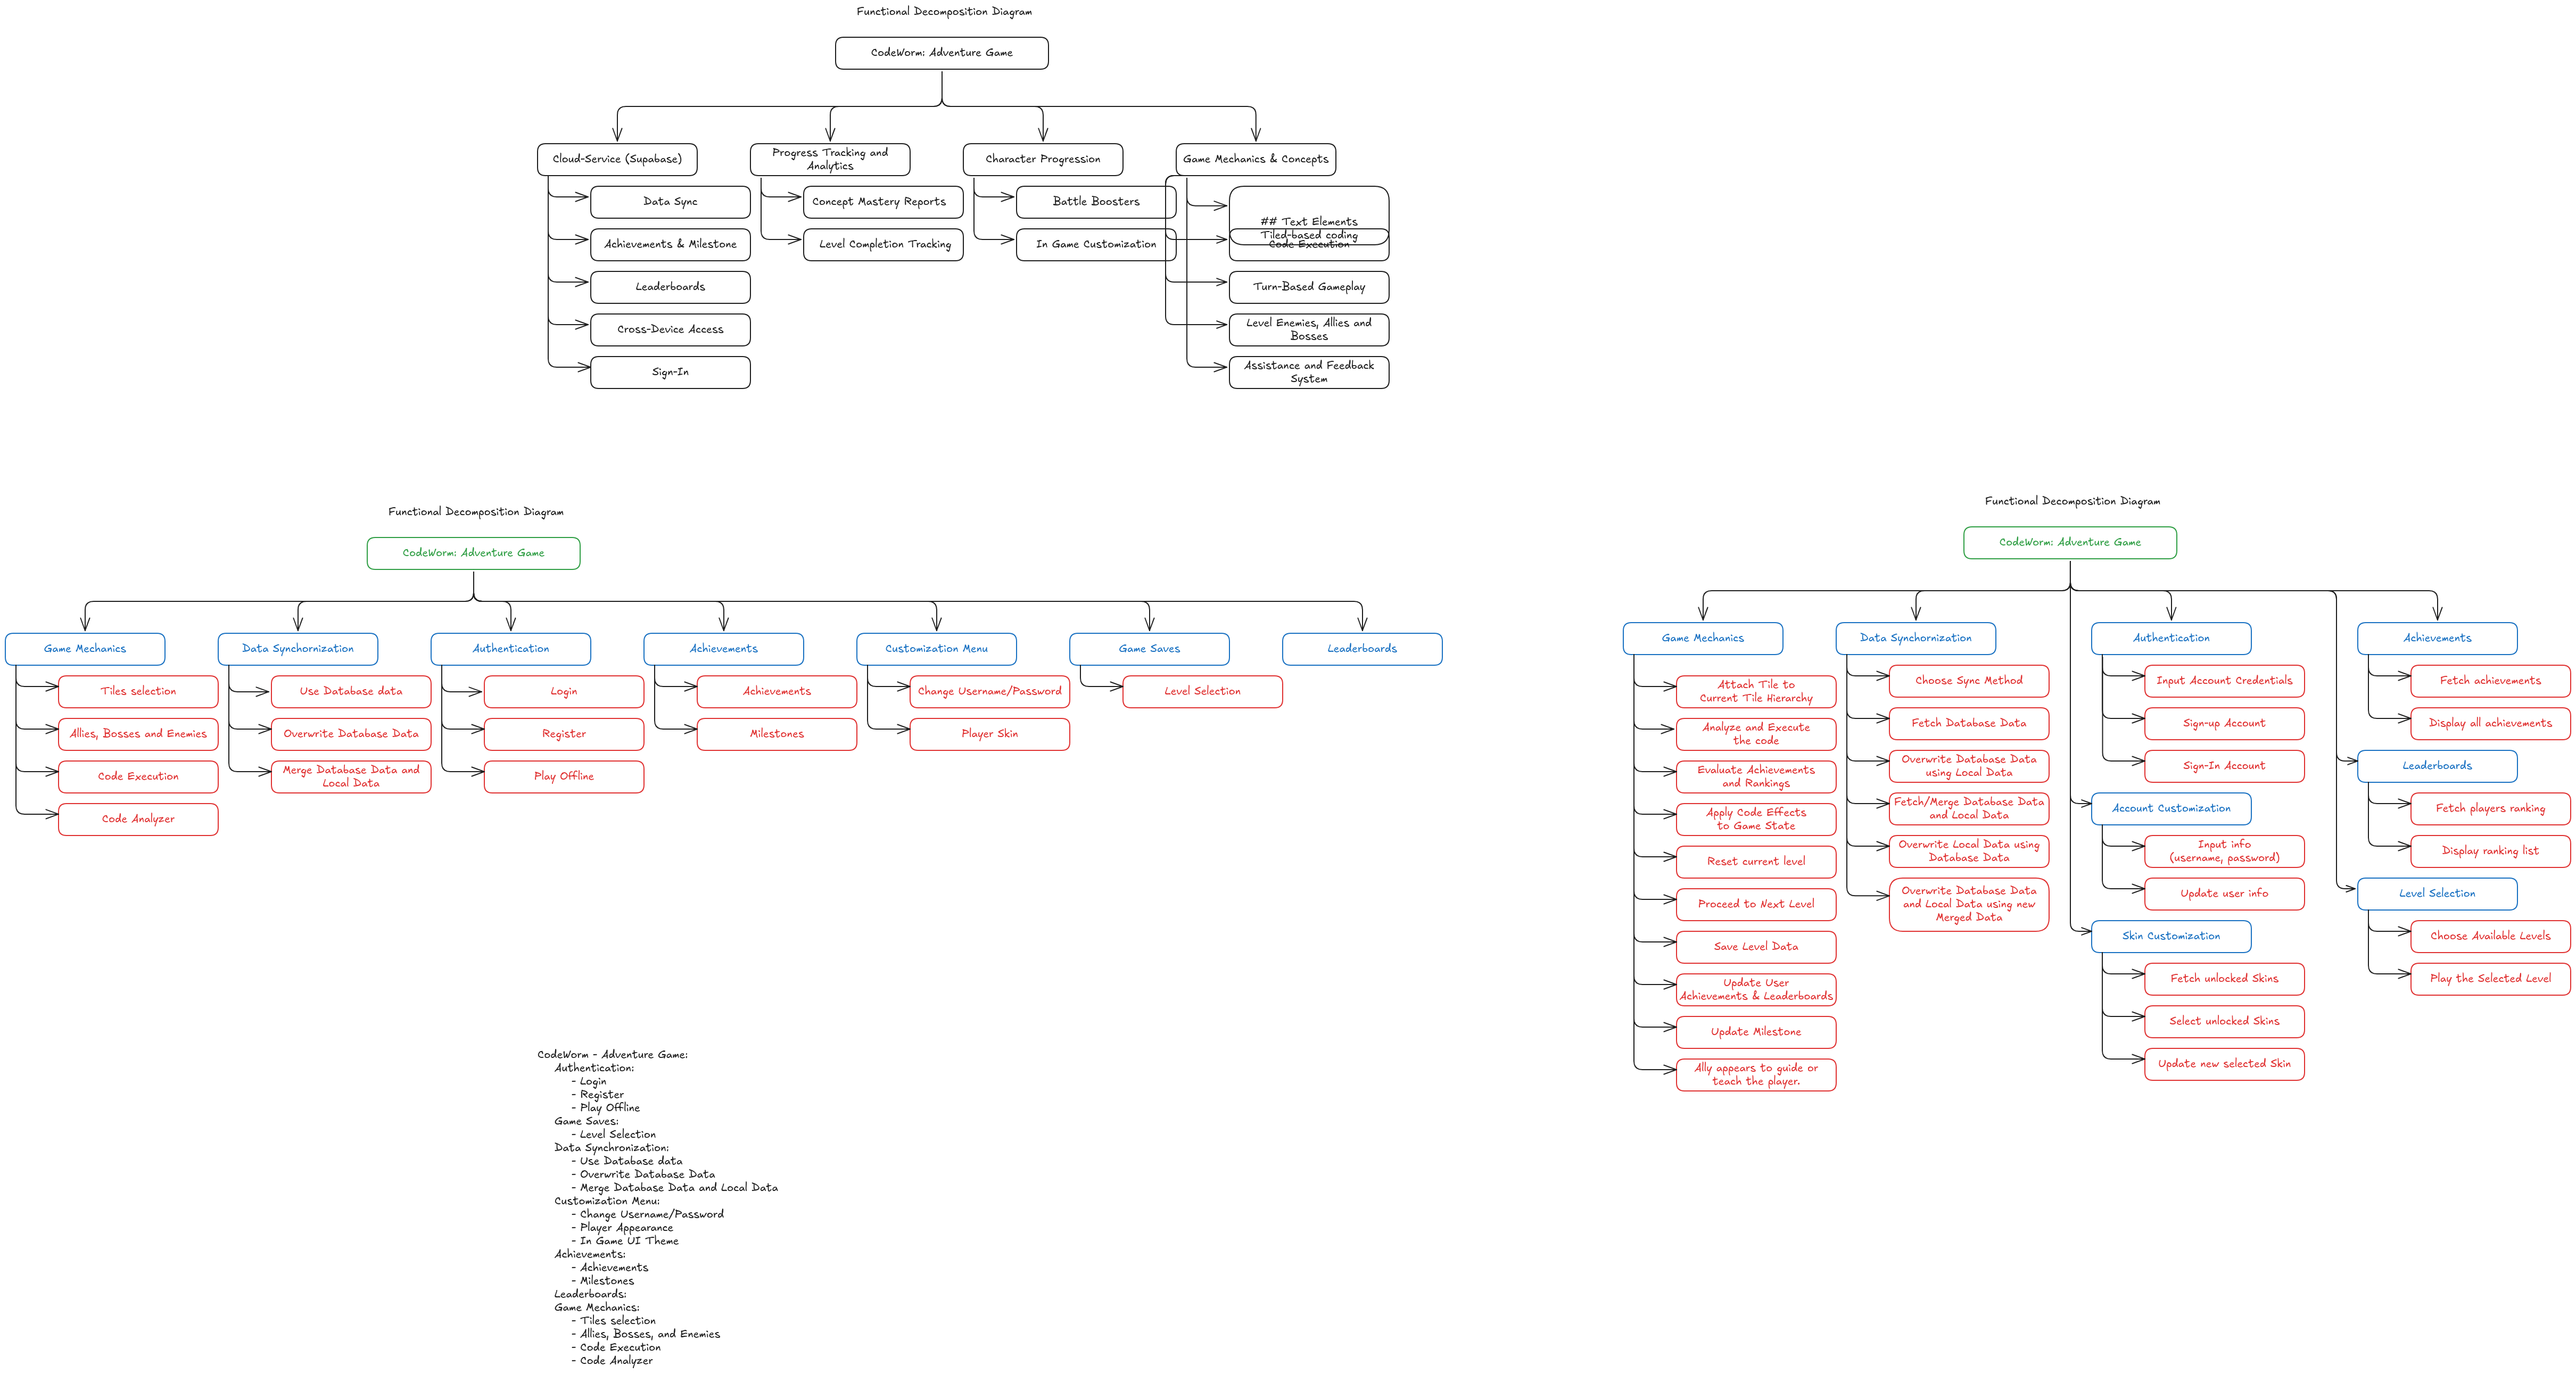 Functional Decomposition Diagram
CodeWorm: Adventure Game
Cloud-Service (Supabase)
Data Sync
Achievements & Milestone
Leaderboards
Cross-Device Access
Sign-In
Progress Tracking and
Analytics
Concept Mastery Reports
Level Completion Tracking
Character Progression
Battle Boosters
In Game Customization
Game Mechanics & Concepts
## Text Elements
Tiled-based coding
Code Execution
Turn-Based Gameplay
Level Enemies, Allies and
Bosses
Assistance and Feedback
System
Functional Decomposition Diagram
CodeWorm: Adventure Game
Game Mechanics
Tiles selection
Allies, Bosses and Enemies
Code Execution
Code Analyzer
Data Synchornization
Use Database data
Overwrite Database Data
Merge Database Data and
Local Data
Authentication
Login
Register
Play Offline
Achievements
Achievements
Milestones
Customization Menu
Change Username/Password
Player Skin
Game Saves
Level Selection
Leaderboards
Functional Decomposition Diagram
CodeWorm: Adventure Game
Game Mechanics
Attach Tile to
Current Tile Hierarchy
Analyze and Execute
the code
Evaluate Achievements
and Rankings
Apply Code Effects
to Game State
Reset current level
Proceed to Next Level
Save Level Data
Update User
Achievements & Leaderboards
Update Milestone
Ally appears to guide or
teach the player.
Data Synchornization
Choose Sync Method
Fetch Database Data
Overwrite Database Data
using Local Data
Fetch/Merge Database Data
and Local Data
Overwrite Local Data using
Database Data
Overwrite Database Data
and Local Data using new
Merged Data
Authentication
Input Account Credentials
Sign-up Account
Sign-In Account
Account Customization
Input info
(username, password)
Update user info
Skin Customization
Fetch unlocked Skins
Select unlocked Skins
Update new selected Skin
Achievements
Fetch achievements
Display all achievements
Leaderboards
Fetch players ranking
Display ranking list
Level Selection
Choose Available Levels
Play the Selected Level
CodeWorm - Adventure Game:
Authentication:
- Login
- Register
- Play Offline
Game Saves:
- Level Selection
Data Synchronization:
- Use Database data
- Overwrite Database Data
- Merge Database Data and Local Data
Customization Menu:
- Change Username/Password
- Player Appearance
- In Game UI Theme
Achievements:
- Achievements
- Milestones
Leaderboards:
Game Mechanics:
- Tiles selection
- Allies, Bosses, and Enemies
- Code Execution
- Code Analyzer